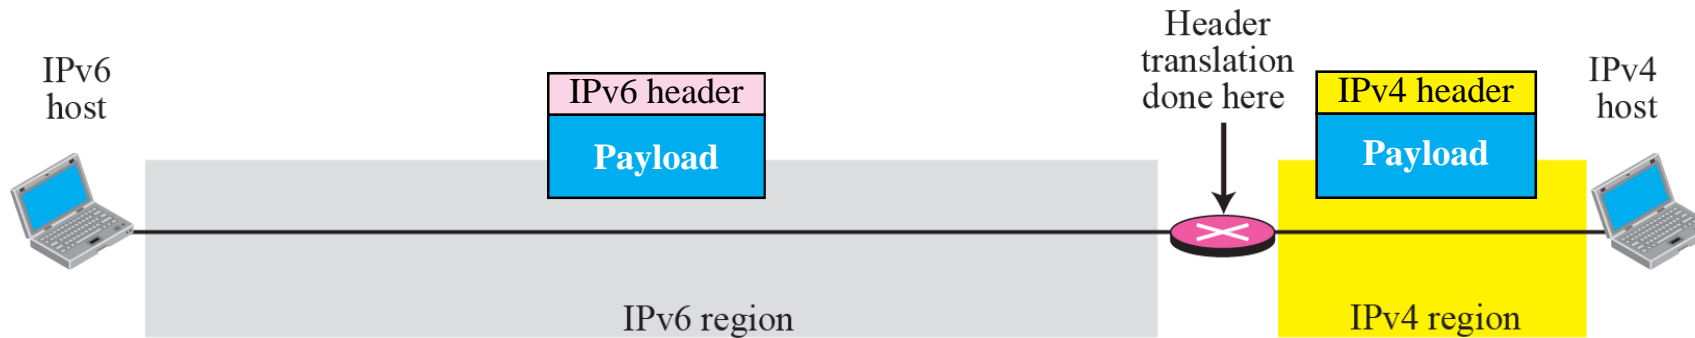 IPv6
host
IPv6 header
Payload
IPv6 region
Header
translation
done here
IPv4 header
Payload
IPv4 region
IPv4
host